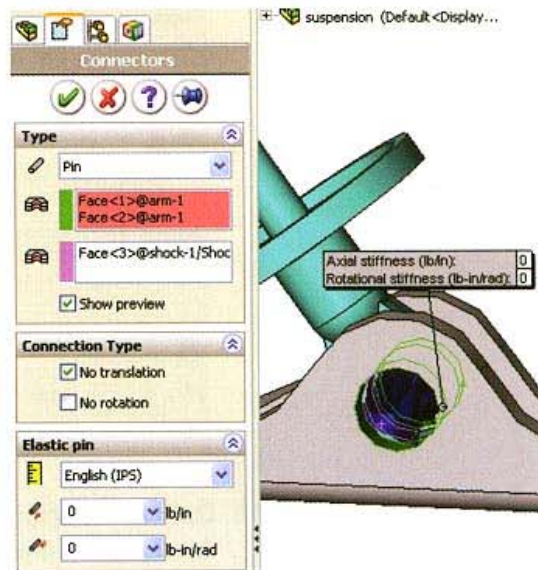 Connectors
Type
Pin
Face<1>@arm-1
Face<2>@arm-1
Face<3>@shock-1/Shoc
Show preview
Connection Type
No translation
No rotation
Elastic pin
English (IPS)
0 lb/in
0 lb-in/rad
suspension (Default<Display...
Axial stiffness (lb/in): 0
Rotational stiffness (lb-in/rad): 0